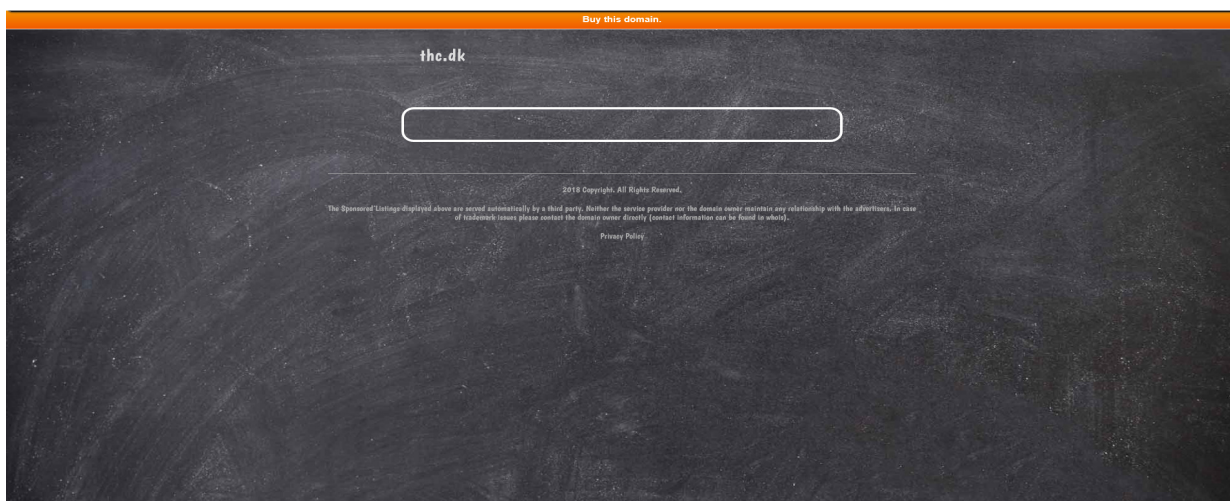 Buy this domain.
thc.dk
2018 Copyright. All Rights Reserved.
The Sponsored Listings displayed above are served automatically by a third party. Neither the service provider nor the domain owner maintain any relationship with the advertisers. In case
of trademark issues please contact the domain owner directly (contact information can be found in whois).
Privacy Policy